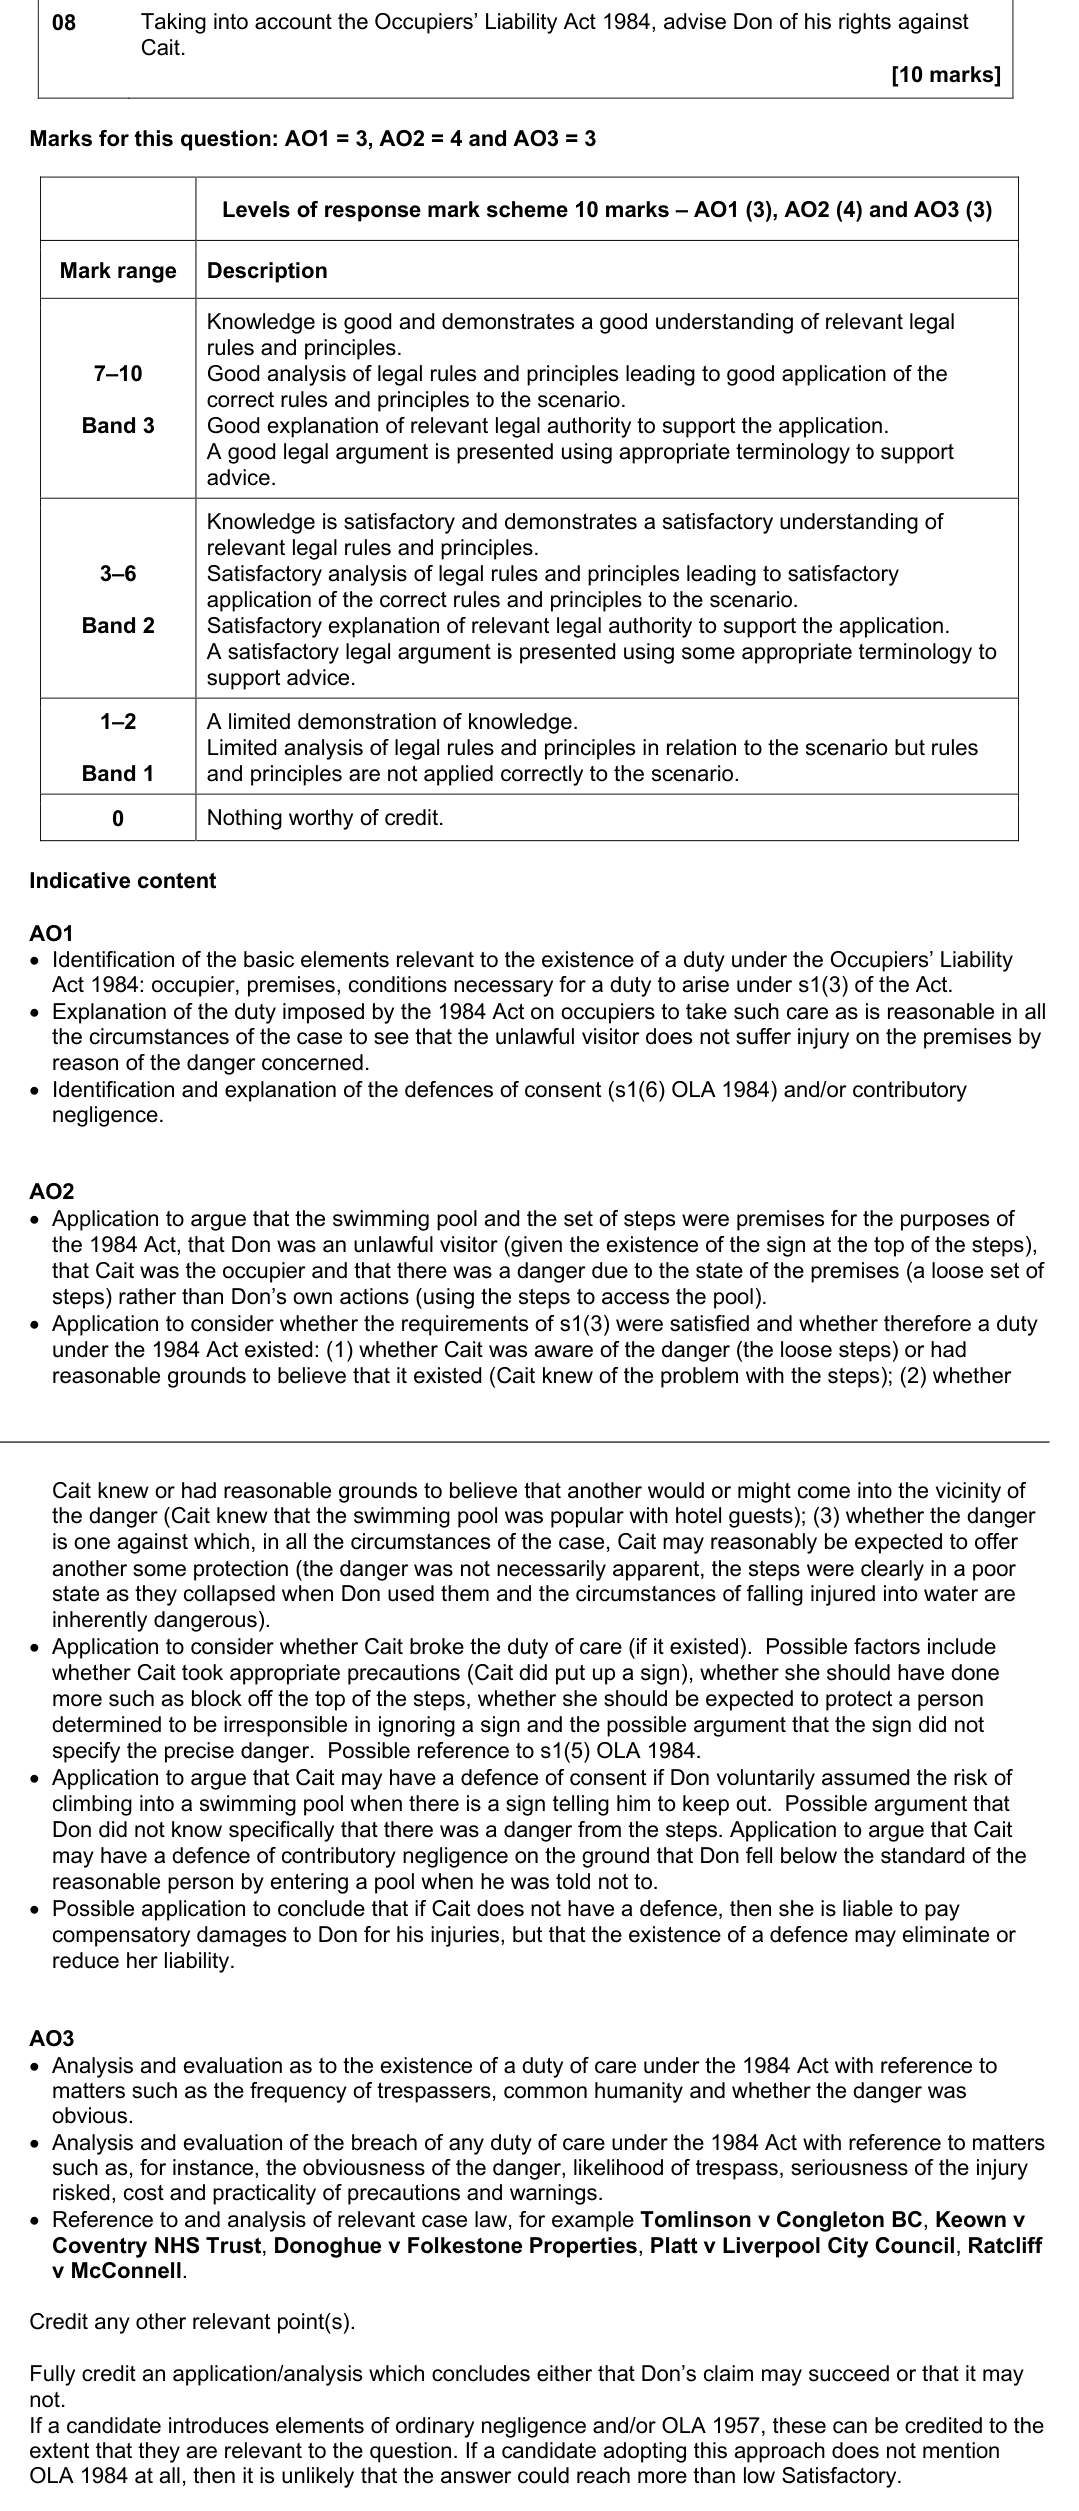 08 Taking into account the Occupiers’ Liability Act 1984, advise Don of his rights against
Cait.
[10 marks]
Marks for this question: AO1 = 3, AO2 = 4 and AO3 = 3
Levels of response mark scheme 10 marks – AO1 (3), AO2 (4) and AO3 (3)
Mark range Description
7–10
Band 3
Knowledge is good and demonstrates a good understanding of relevant legal
rules and principles.
Good analysis of legal rules and principles leading to good application of the
correct rules and principles to the scenario.
Good explanation of relevant legal authority to support the application.
A good legal argument is presented using appropriate terminology to support
advice.
3–6
Band 2
Knowledge is satisfactory and demonstrates a satisfactory understanding of
relevant legal rules and principles.
Satisfactory analysis of legal rules and principles leading to satisfactory
application of the correct rules and principles to the scenario.
Satisfactory explanation of relevant legal authority to support the application.
A satisfactory legal argument is presented using some appropriate terminology to
support advice.
1–2
Band 1
A limited demonstration of knowledge.
Limited analysis of legal rules and principles in relation to the scenario but rules
and principles are not applied correctly to the scenario.
0 Nothing worthy of credit.
Indicative content
AO1
• Identification of the basic elements relevant to the existence of a duty under the Occupiers’ Liability
Act 1984: occupier, premises, conditions necessary for a duty to arise under s1(3) of the Act.
• Explanation of the duty imposed by the 1984 Act on occupiers to take such care as is reasonable in all
the circumstances of the case to see that the unlawful visitor does not suffer injury on the premises by
reason of the danger concerned.
• Identification and explanation of the defences of consent (s1(6) OLA 1984) and/or contributory
negligence.
AO2
• Application to argue that the swimming pool and the set of steps were premises for the purposes of
the 1984 Act, that Don was an unlawful visitor (given the existence of the sign at the top of the steps),
that Cait was the occupier and that there was a danger due to the state of the premises (a loose set of
steps) rather than Don’s own actions (using the steps to access the pool).
• Application to consider whether the requirements of s1(3) were satisfied and whether therefore a duty
under the 1984 Act existed: (1) whether Cait was aware of the danger (the loose steps) or had
reasonable grounds to believe that it existed (Cait knew of the problem with the steps); (2) whether
Cait knew or had reasonable grounds to believe that another would or might come into the vicinity of
the danger (Cait knew that the swimming pool was popular with hotel guests); (3) whether the danger
is one against which, in all the circumstances of the case, Cait may reasonably be expected to offer
another some protection (the danger was not necessarily apparent, the steps were clearly in a poor
state as they collapsed when Don used them and the circumstances of falling injured into water are
inherently dangerous).
• Application to consider whether Cait broke the duty of care (if it existed). Possible factors include
whether Cait took appropriate precautions (Cait did put up a sign), whether she should have done
more such as block off the top of the steps, whether she should be expected to protect a person
determined to be irresponsible in ignoring a sign and the possible argument that the sign did not
specify the precise danger. Possible reference to s1(5) OLA 1984.
• Application to argue that Cait may have a defence of consent if Don voluntarily assumed the risk of
climbing into a swimming pool when there is a sign telling him to keep out. Possible argument that
Don did not know specifically that there was a danger from the steps. Application to argue that Cait
may have a defence of contributory negligence on the ground that Don fell below the standard of the
reasonable person by entering a pool when he was told not to.
• Possible application to conclude that if Cait does not have a defence, then she is liable to pay
compensatory damages to Don for his injuries, but that the existence of a defence may eliminate or
reduce her liability.
AO3
• Analysis and evaluation as to the existence of a duty of care under the 1984 Act with reference to
matters such as the frequency of trespassers, common humanity and whether the danger was
obvious.
• Analysis and evaluation of the breach of any duty of care under the 1984 Act with reference to matters
such as, for instance, the obviousness of the danger, likelihood of trespass, seriousness of the injury
risked, cost and practicality of precautions and warnings.
• Reference to and analysis of relevant case law, for example Tomlinson v Congleton BC, Keown v
Coventry NHS Trust, Donoghue v Folkestone Properties, Platt v Liverpool City Council, Ratcliff
v McConnell.
Credit any other relevant point(s).
Fully credit an application/analysis which concludes either that Don’s claim may succeed or that it may
not.
If a candidate introduces elements of ordinary negligence and/or OLA 1957, these can be credited to the
extent that they are relevant to the question. If a candidate adopting this approach does not mention
OLA 1984 at all, then it is unlikely that the answer could reach more than low Satisfactory.